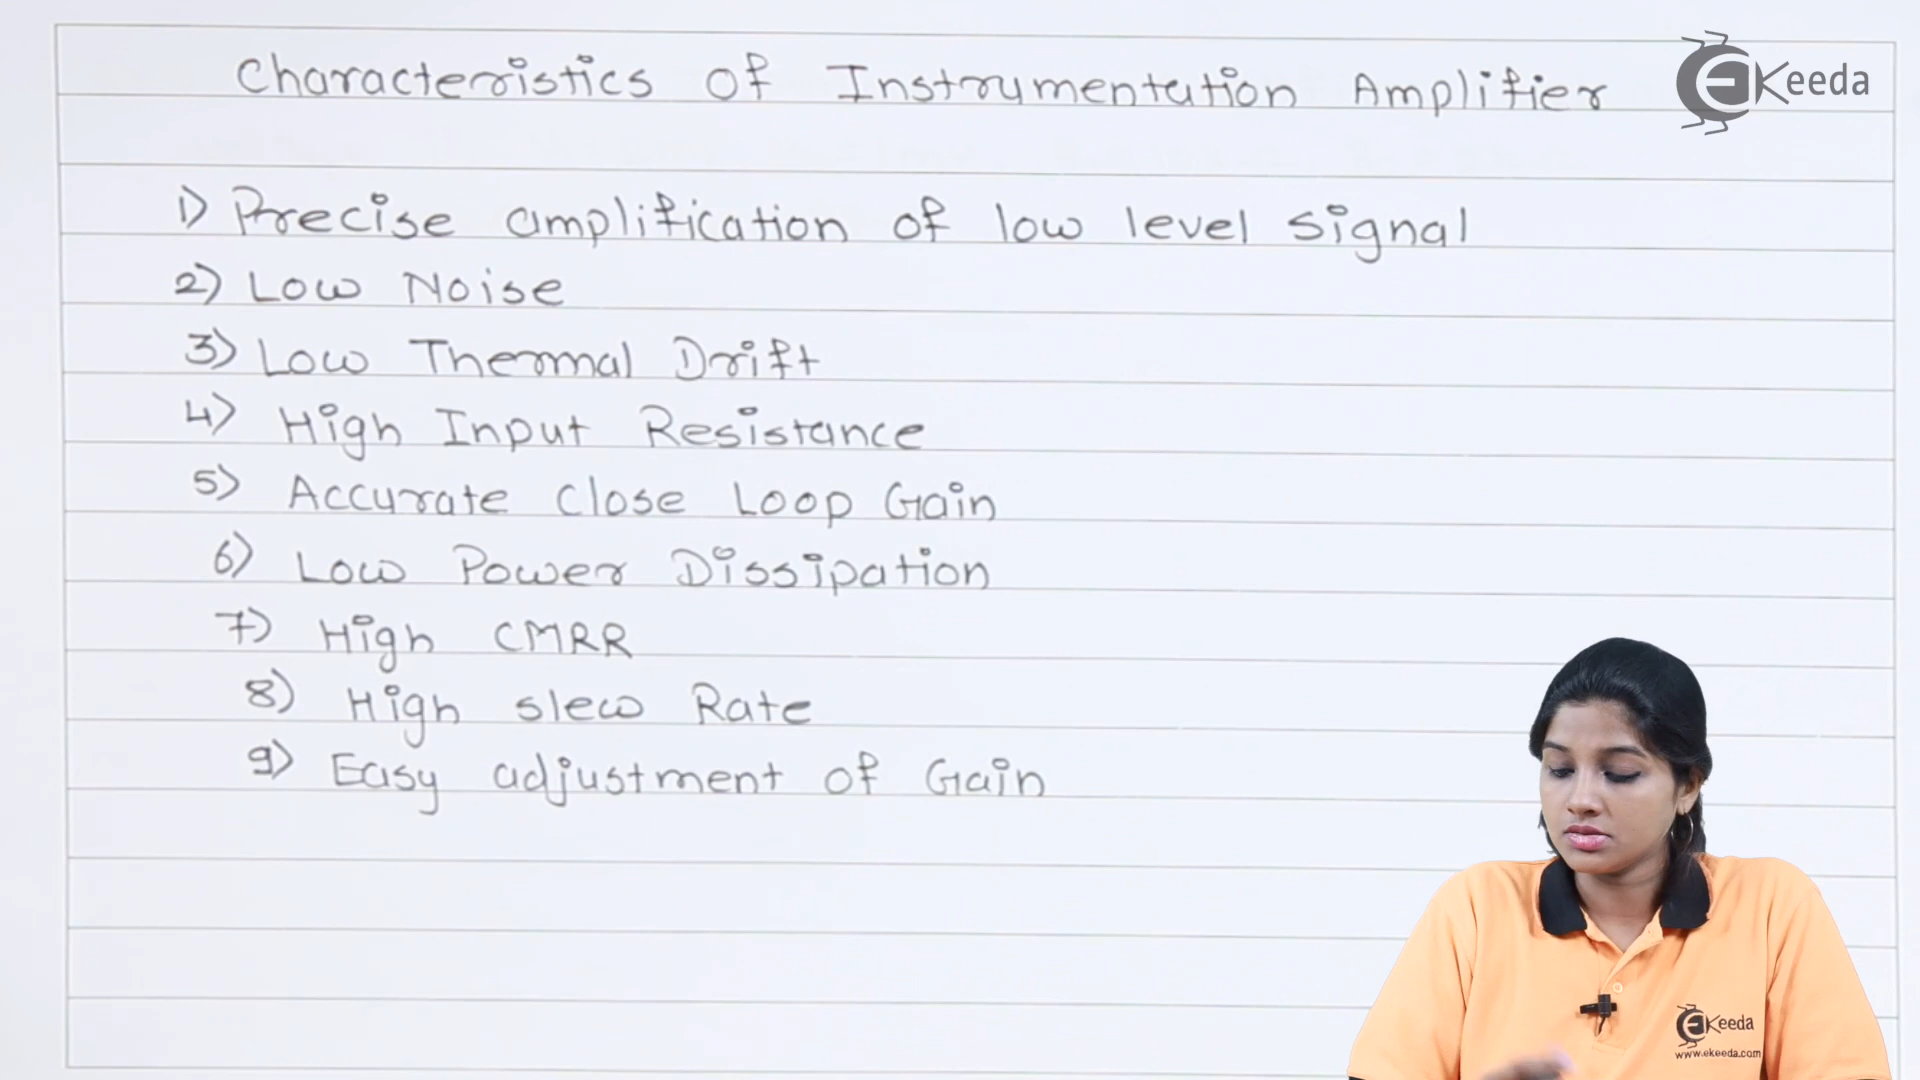 Characteristics of Instrumentation Amplifier
EKeeda
1) Precise amplification of low level signal
2) Low Noise
3) Low Thermal Drift
4) High Input Resistance
5) Accurate Close Loop Gain
6) Low Power Dissipation
7) High CMRR
8) High slew Rate
9) Easy adjustment of Gain
EKeeda
www.ekeeda.com